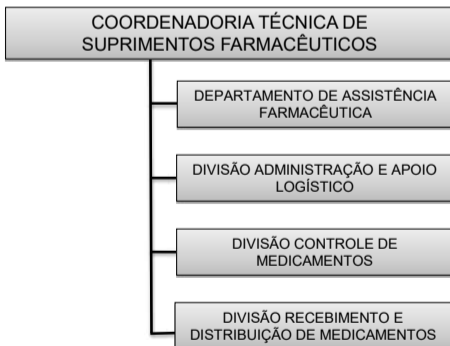 COORDENADORIA TÉCNICA DE
SUPRIMENTOS FARMACÊUTICOS
DEPARTAMENTO DE ASSISTÊNCIA
FARMACÊUTICA
DIVISÃO ADMINISTRAÇÃO E APOIO
LOGÍSTICO
DIVISÃO CONTROLE DE
MEDICAMENTOS
DIVISÃO RECEBIMENTO E
DISTRIBUIÇÃO DE MEDICAMENTOS